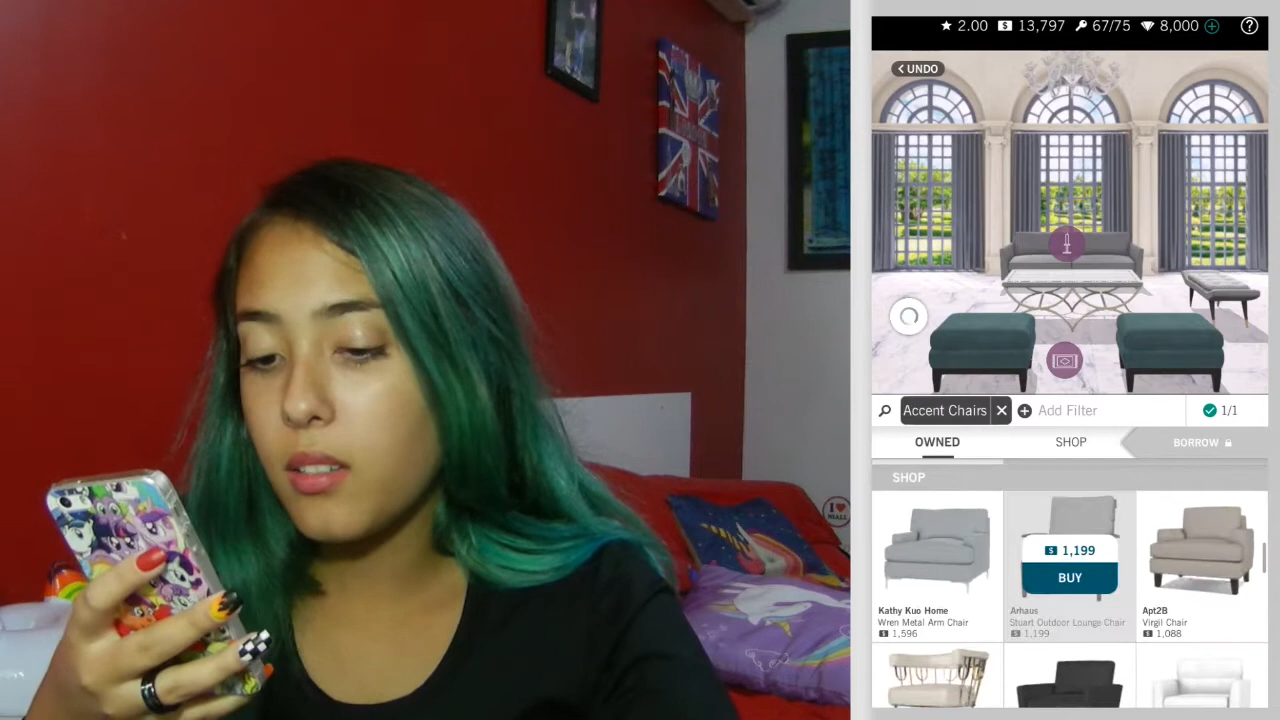 2.00 13,797 67/75 8,000
UNDO
Accent Chairs Add Filter 1/1
OWNED SHOP BORROW
SHOP
1,199
BUY
Kathy Kuo Home
Wren Metal Arm Chair
1,596
Arhaus
Stuart Outdoor Lounge Chair
1,199
Apt2B
Virgil Chair
1,088
I
NIALL